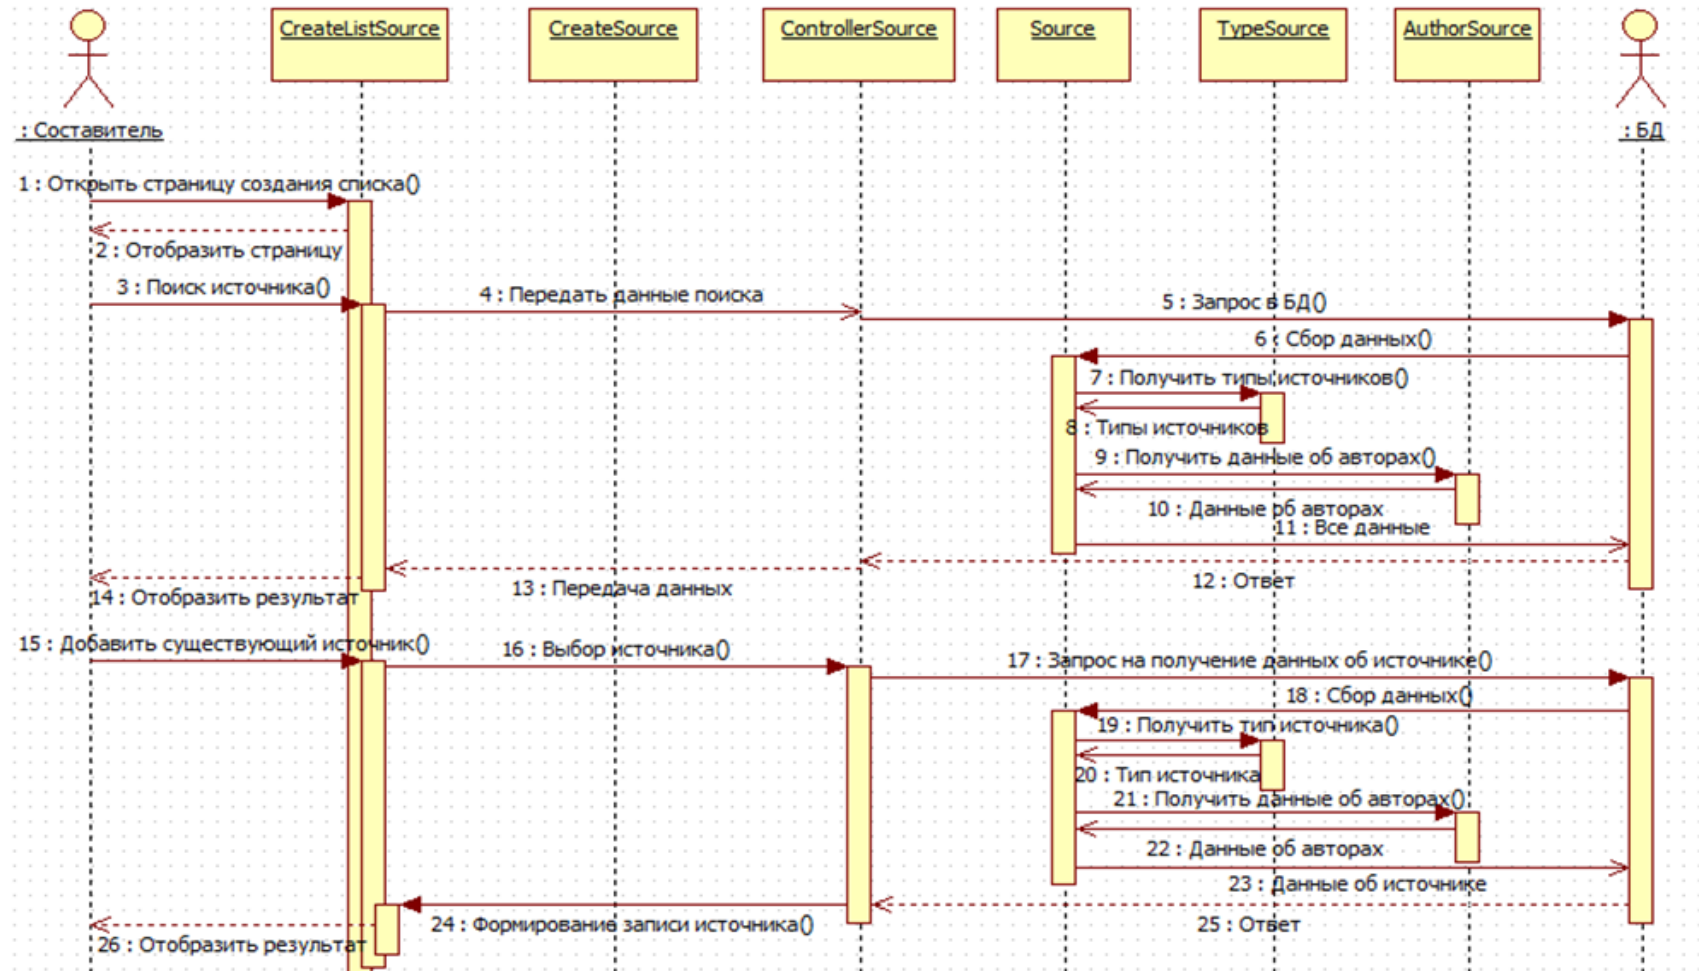 CreateListSource
CreateSource
ControllerSource
Source
TypeSource
AuthorSource
: Составитель
: БД
1 : Открыть страницу создания списка()
2 : Отобразить страницу
3 : Поиск источника()
4 : Передать данные поиска
5 : Запрос в БД()
6 : Сбор данных()
7 : Получить типы источников()
8 : Типы источников
9 : Получить данные об авторах()
10 : Данные об авторах
11 : Все данные
12 : Ответ
13 : Передача данных
14 : Отобразить результат
15 : Добавить существующий источник()
16 : Выбор источника()
17 : Запрос на получение данных об источнике()
18 : Сбор данных()
19 : Получить тип источника()
20 : Тип источника
21 : Получить данные об авторах()
22 : Данные об авторах
23 : Данные об источнике
24 : Формирование записи источника()
25 : Ответ
26 : Отобразить результат